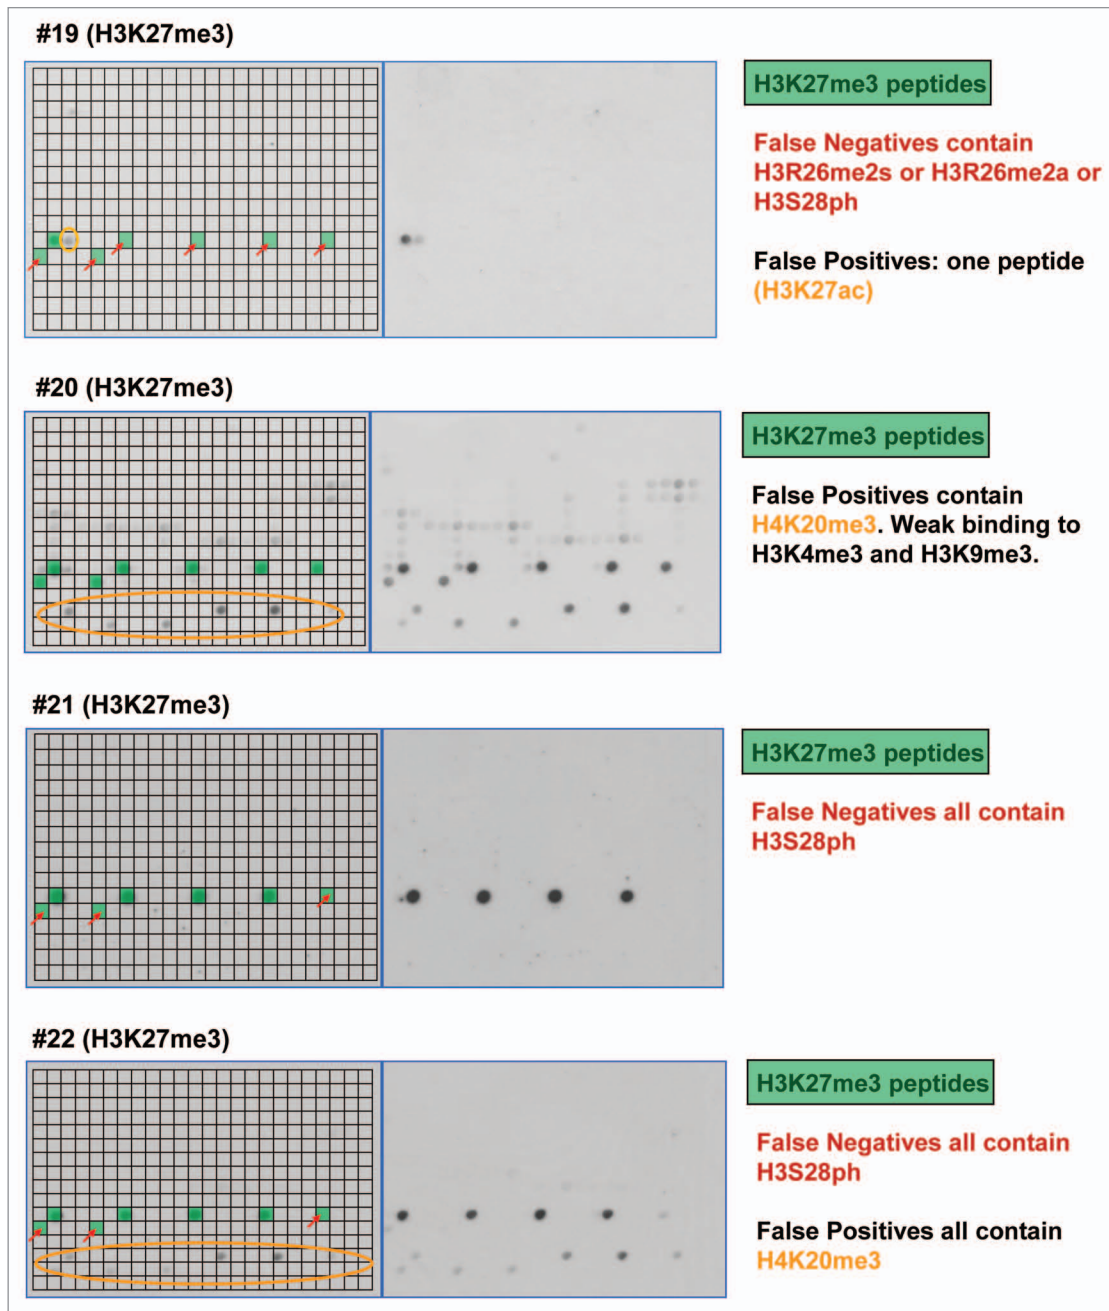 #19 (H3K27me3)
H3K27me3 peptides
False Negatives contain
H3R26me2s or H3R26me2a or
H3S28ph
False Positives: one peptide
(H3K27ac)
#20 (H3K27me3)
H3K27me3 peptides
False Positives contain
H4K20me3. Weak binding to
H3K4me3 and H3K9me3.
#21 (H3K27me3)
H3K27me3 peptides
False Negatives all contain
H3S28ph
#22 (H3K27me3)
H3K27me3 peptides
False Negatives all contain
H3S28ph
False Positives all contain
H4K20me3